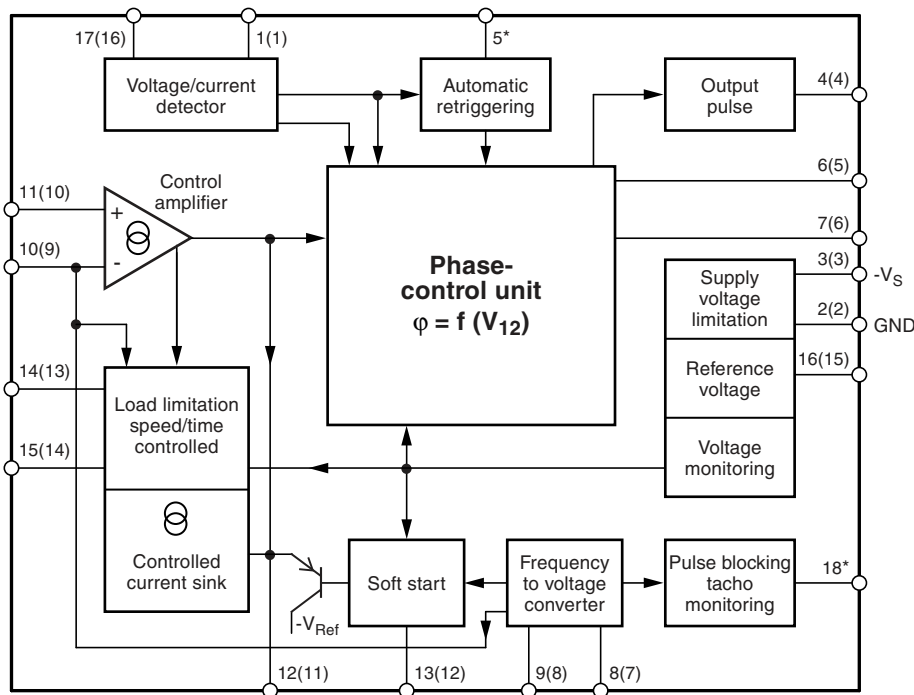 17(16)
1(1)
5*
Voltage/current
detector
Automatic
retriggering
Output
pulse
4(4)
6(5)
11(10)
Control
amplifier
+
-
10(9)
7(6)
Phase-
control unit
φ = f (V12)
3(3)
-VS
Supply
voltage
limitation
2(2)
GND
16(15)
Reference
voltage
14(13)
Load limitation
speed/time
controlled
15(14)
Voltage
monitoring
Controlled
current sink
Soft start
Frequency
to voltage
converter
Pulse blocking
tacho
monitoring
18*
-VRef
12(11)
13(12)
9(8)
8(7)